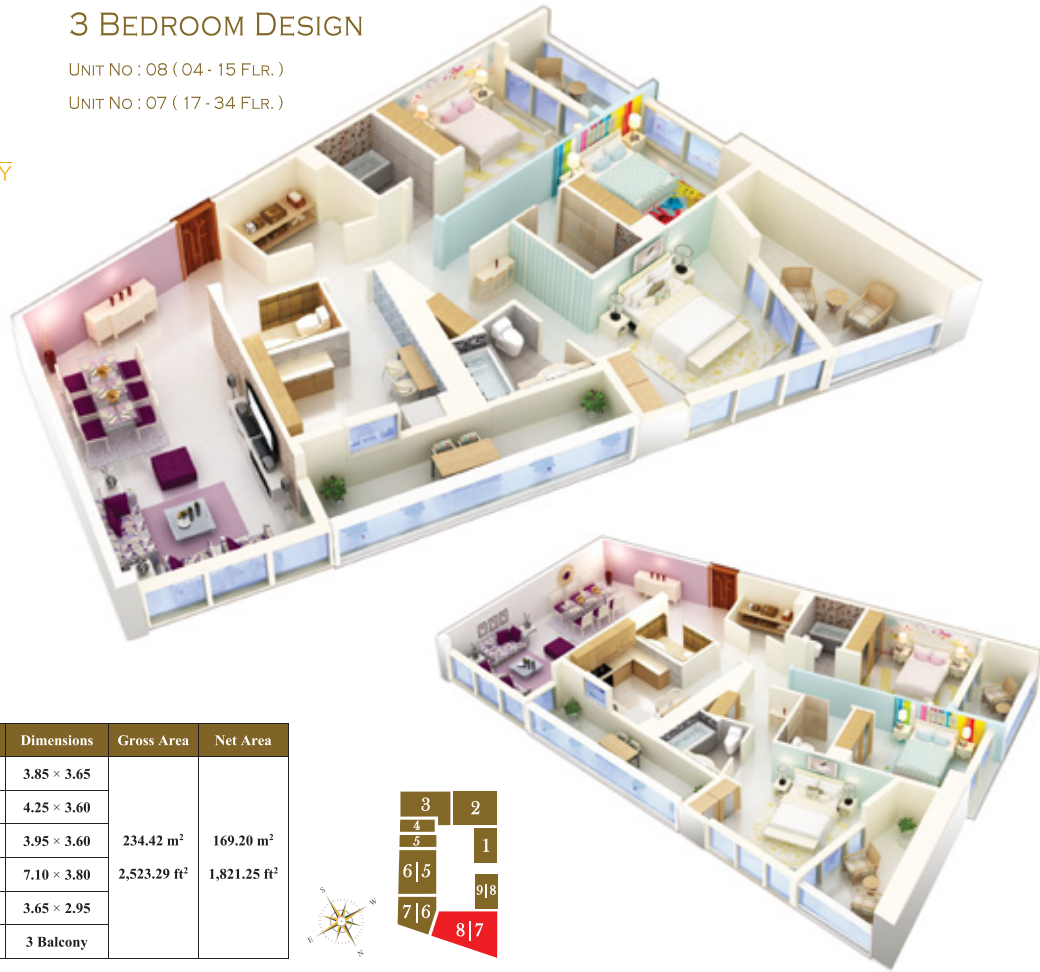 3 Bedroom Design
Unit No : 08 ( 04 - 15 Flr. )
Unit No : 07 ( 17 - 34 Flr. )
Y
Dimensions Gross Area Net Area
3.85 × 3.65
4.25 × 3.60
3.95 × 3.60
7.10 × 3.80
3.65 × 2.95
3 Balcony
234.42 m²
2,523.29 ft²
169.20 m²
1,821.25 ft²
3 2
4
5
1
6|5
9|8
7|6
8|7
S
W
E
N